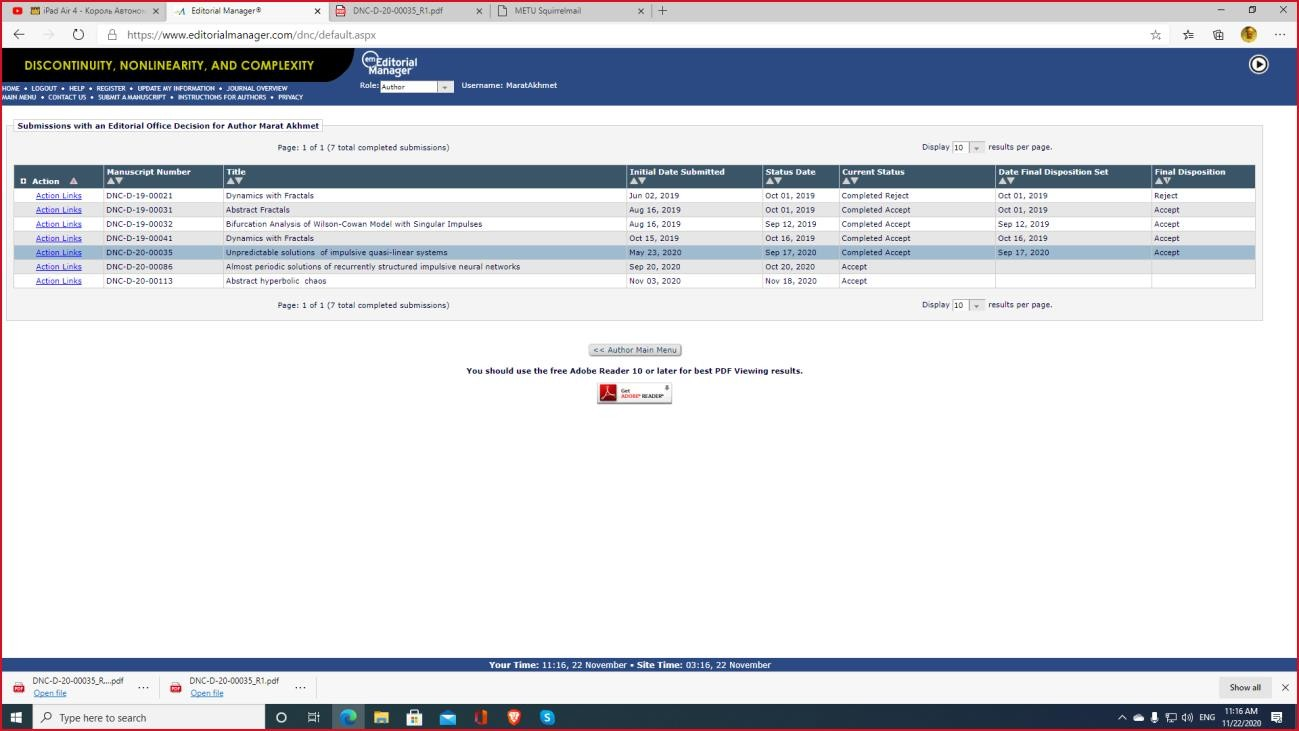 iPad Air 4 - Король Автоном
Editorial Manager®
DNC-D-20-00035_R1.pdf
METU Squirrelmail
https://www.editorialmanager.com/dnc/default.aspx
DISCONTINUITY, NONLINEARITY, AND COMPLEXITY
em Editorial Manager
HOME • LOGOUT • HELP • REGISTER • UPDATE MY INFORMATION • JOURNAL OVERVIEW
MAIN MENU • CONTACT US • SUBMIT A MANUSCRIPT • INSTRUCTIONS FOR AUTHORS • PRIVACY
Role: Author Username: MaratAkhmet
Submissions with an Editorial Office Decision for Author Marat Akhmet
Page: 1 of 1 (7 total completed submissions) Display 10 results per page.
Action Manuscript Number Title Initial Date Submitted Status Date Current Status Date Final Disposition Set Final Disposition
Action Links DNC-D-19-00021 Dynamics with Fractals Jun 02, 2019 Oct 01, 2019 Completed Reject Oct 01, 2019 Reject
Action Links DNC-D-19-00031 Abstract Fractals Aug 16, 2019 Oct 01, 2019 Completed Accept Oct 01, 2019 Accept
Action Links DNC-D-19-00032 Bifurcation Analysis of Wilson-Cowan Model with Singular Impulses Aug 16, 2019 Sep 12, 2019 Completed Accept Sep 12, 2019 Accept
Action Links DNC-D-19-00041 Dynamics with Fractals Oct 15, 2019 Oct 16, 2019 Completed Accept Oct 16, 2019 Accept
Action Links DNC-D-20-00035 Unpredictable solutions of impulsive quasi-linear systems May 23, 2020 Sep 17, 2020 Completed Accept Sep 17, 2020 Accept
Action Links DNC-D-20-00086 Almost periodic solutions of recurrently structured impulsive neural networks Sep 20, 2020 Oct 20, 2020 Accept
Action Links DNC-D-20-00113 Abstract hyperbolic chaos Nov 03, 2020 Nov 18, 2020 Accept
Page: 1 of 1 (7 total completed submissions) Display 10 results per page.
<< Author Main Menu
You should use the free Adobe Reader 10 or later for best PDF Viewing results.
Get
ADOBE® READER®
Your Time: 11:16, 22 November • Site Time: 03:16, 22 November
DNC-D-20-00035_R....pdf
Open file
DNC-D-20-00035_R1.pdf
Open file
Show all
Type here to search
ENG
11:16 AM
11/22/2020